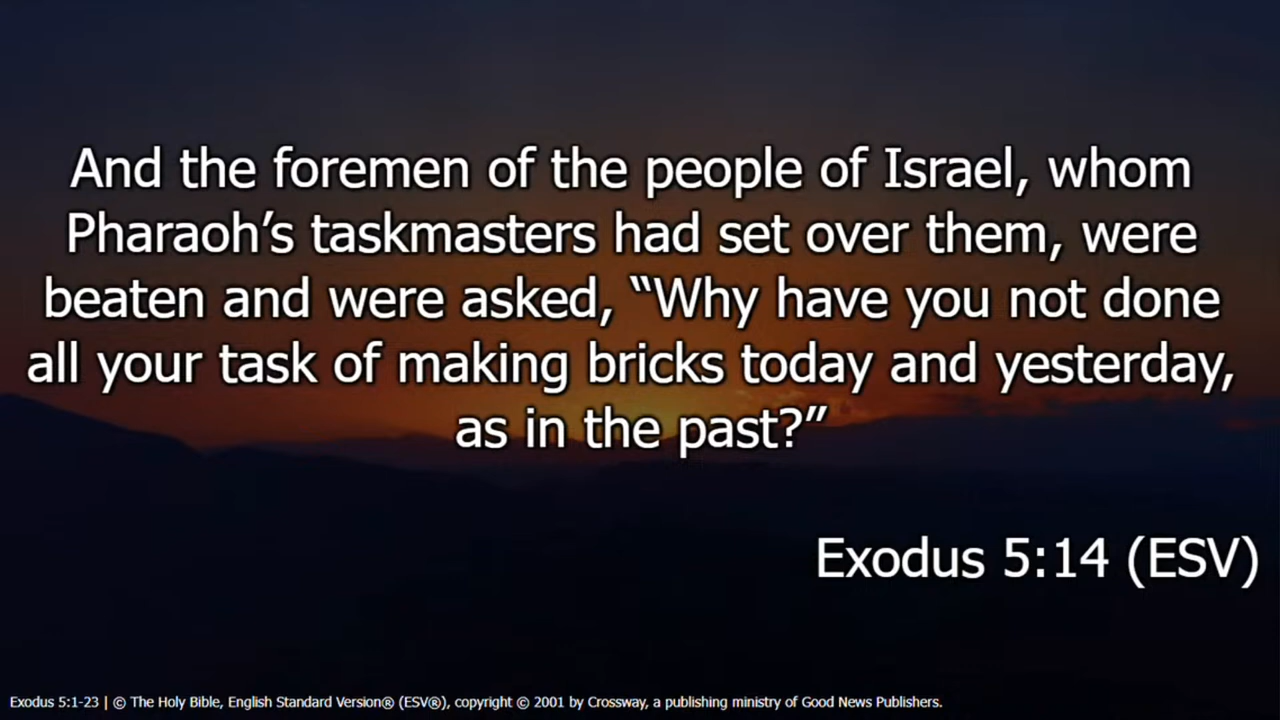 And the foremen of the people of Israel, whom
Pharaoh’s taskmasters had set over them, were
beaten and were asked, “Why have you not done
all your task of making bricks today and yesterday,
as in the past?”
Exodus 5:14 (ESV)
Exodus 5:1-23 | © The Holy Bible, English Standard Version® (ESV®), copyright © 2001 by Crossway, a publishing ministry of Good News Publishers.